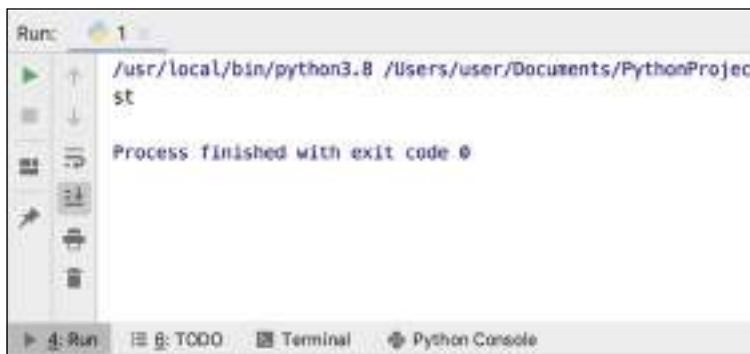 Run: 1
/usr/local/bin/python3.8 /Users/user/Documents/PythonProjec
st
Process finished with exit code 0
4: Run 6: TODO Terminal Python Console